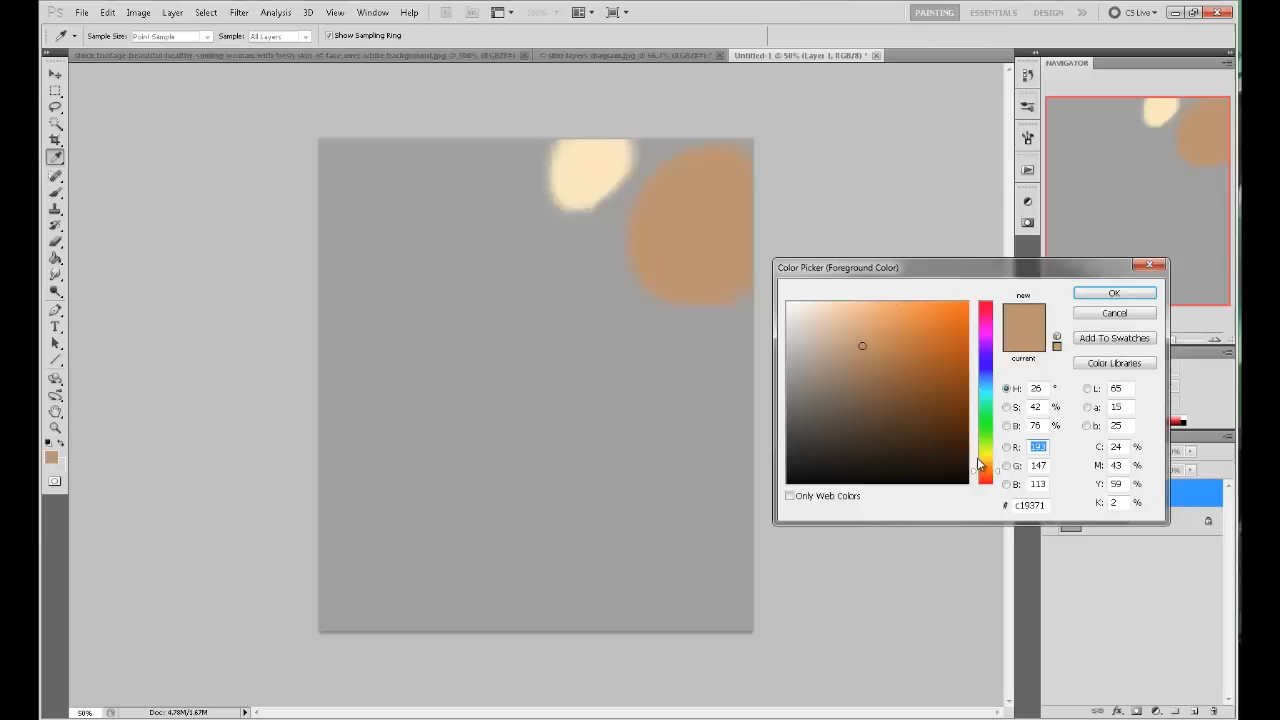 Ps File Edit Image Layer Select Filter Analysis 3D View Window Help 100% PAINTING ESSENTIALS DESIGN CS Live
Sample Size: Point Sample Sample: All Layers Show Sampling Ring
stock-footage-beautiful-healthy-smiling-woman-with-fresh-skin-of-face-over-white-background.jpg @ 300% (RGB/8#) skin layers diagram.jpg @ 66.7% (RGB/8#) * Untitled-1 @ 50% (Layer 1, RGB/8) *
NAVIGATOR
Color Picker (Foreground Color)
new
current
OK
Cancel
Add To Swatches
Color Libraries
H: 26 ° L: 65
S: 42 % a: 15
B: 76 % b: 25
R: 193 C: 24 %
G: 147 M: 43 %
B: 113 Y: 59 %
# c19371 K: 2 %
Only Web Colors
50% Doc: 4.78M/1.67M